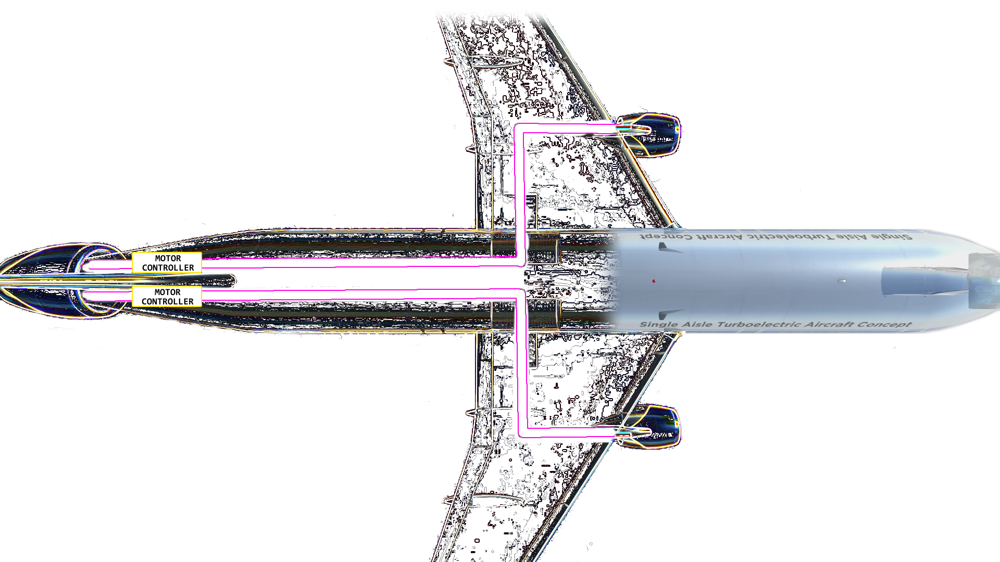 Single Aisle Turboelectric Aircraft Concept
MOTOR
CONTROLLER
MOTOR
CONTROLLER
Single Aisle Turboelectric Aircraft Concept